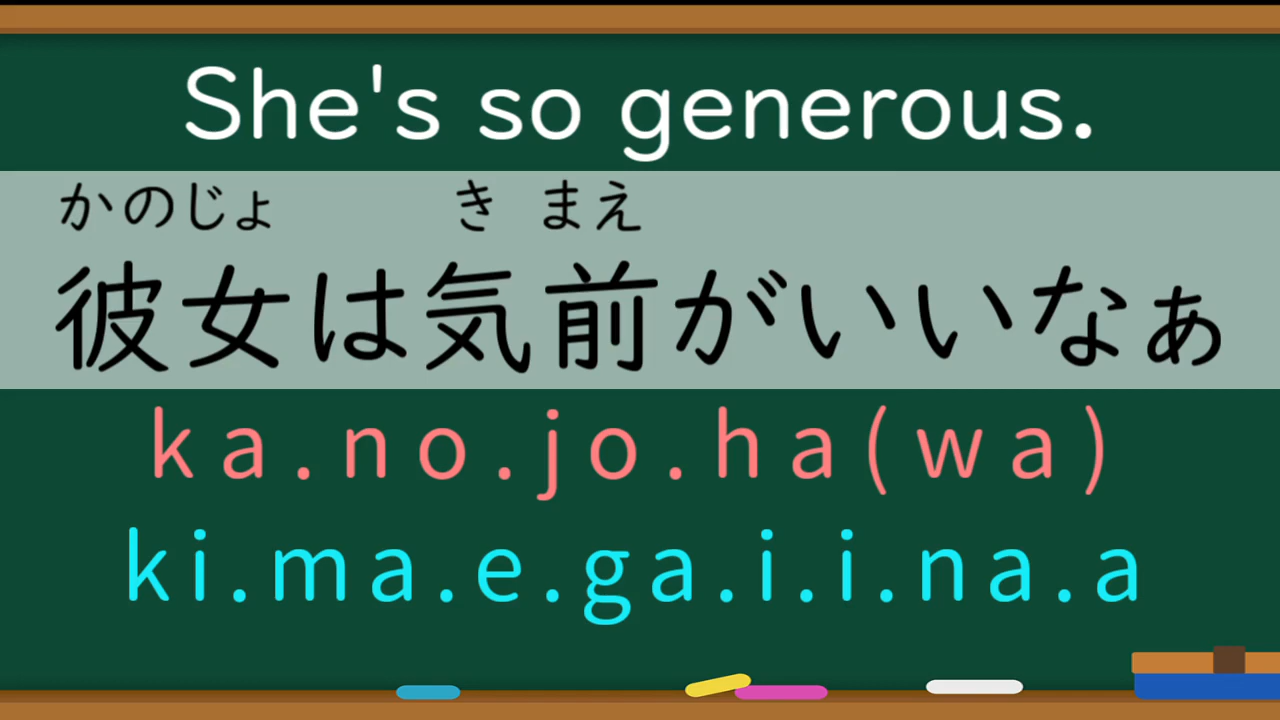 She's so generous.
かのじょ き まえ
彼女は気前がいいなぁ
ka.no.jo.ha(wa)
ki.ma.e.ga.i.i.na.a